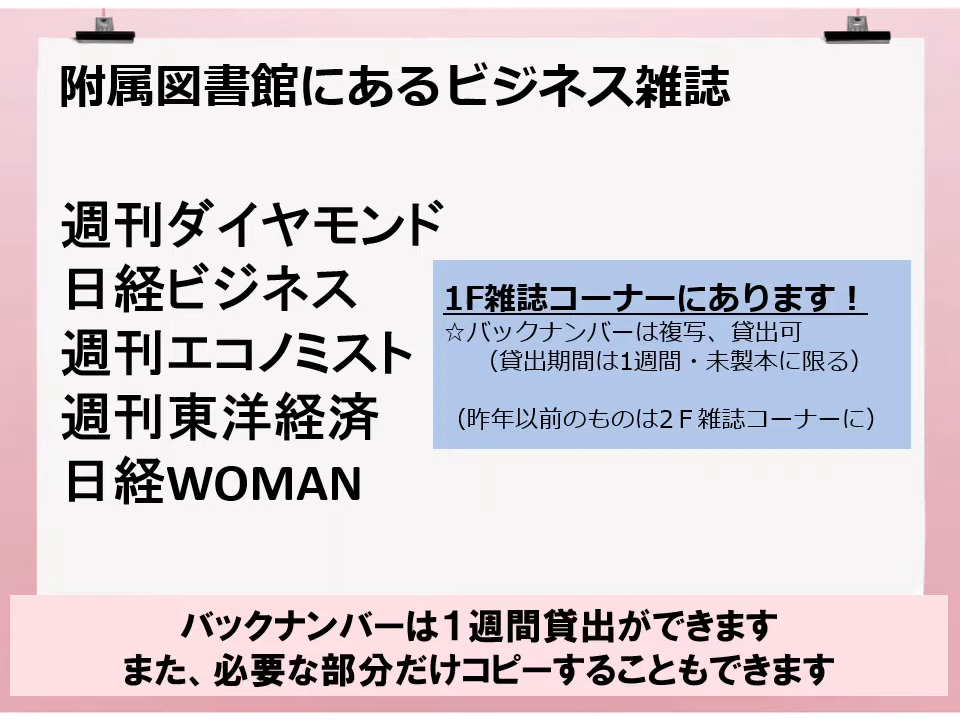 附属図書館にあるビジネス雑誌
週刊ダイヤモンド
日経ビジネス
週刊エコノミスト
週刊東洋経済
日経WOMAN
1F雑誌コーナーにあります！
☆バックナンバーは複写、貸出可
（貸出期間は1週間・未製本に限る）
（昨年以前のものは2Ｆ雑誌コーナーに）
バックナンバーは１週間貸出ができます
また、必要な部分だけコピーすることもできます